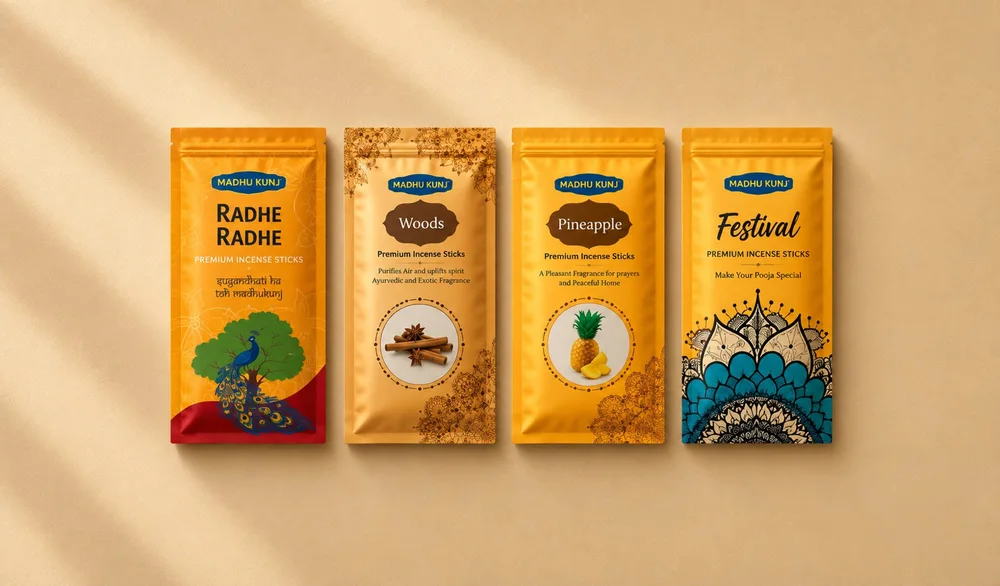 MADHU KUNJ
RADHE
RADHE
PREMIUM INCENSE STICKS
sugandhati ha
toh madhukunj
MADHU KUNJ
Woods
Premium Incense Sticks
Purifies Air and uplifts spirit
Ayurvedic and Exotic Fragrance
MADHU KUNJ
Pineapple
Premium Incense Sticks
A Pleasant Fragrance for prayers
and Peaceful Home
MADHU KUNJ
Festival
PREMIUM INCENSE STICKS
Make Your Pooja Special